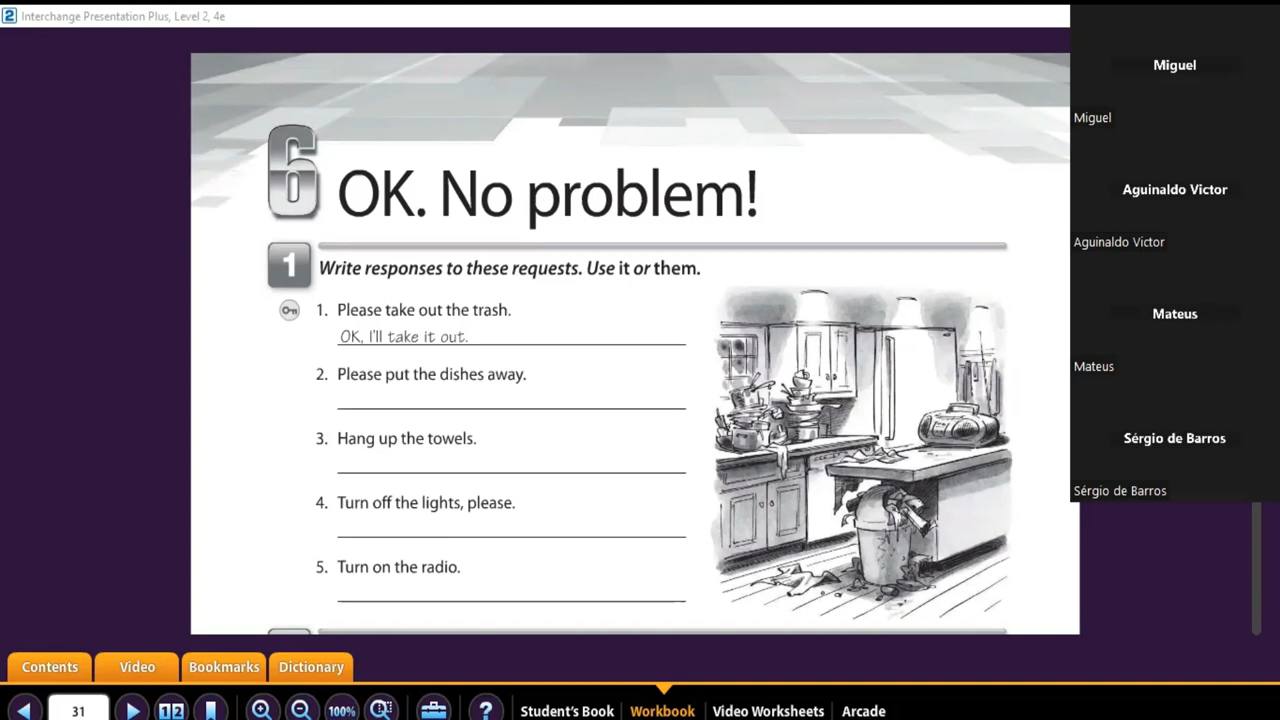 2 Interchange Presentation Plus, Level 2, 4e
Miguel
Miguel
Aguinaldo Victor
Aguinaldo Victor
Mateus
Mateus
Sérgio de Barros
Sérgio de Barros
6 OK. No problem!
1 Write responses to these requests. Use it or them.
1. Please take out the trash.
OK, I'll take it out.
2. Please put the dishes away.
3. Hang up the towels.
4. Turn off the lights, please.
5. Turn on the radio.
Contents Video Bookmarks Dictionary
31 12 100% ? Student's Book Workbook Video Worksheets Arcade